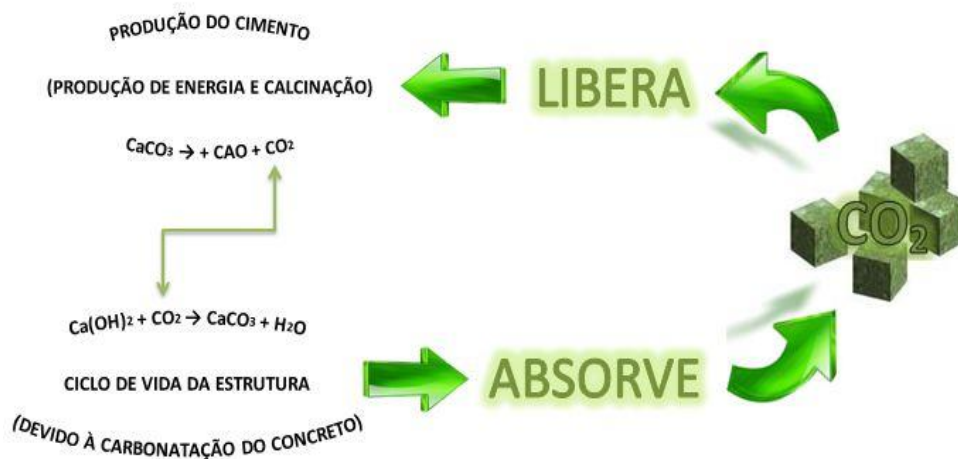 PRODUÇÃO DO CIMENTO
(PRODUÇÃO DE ENERGIA E CALCINAÇÃO)
LIBERA
CaCO₃ → + CAO + CO₂
CO₂
Ca(OH)₂ + CO₂ → CaCO₃ + H₂O
CICLO DE VIDA DA ESTRUTURA
ABSORVE
(DEVIDO À CARBONATAÇÃO DO CONCRETO)